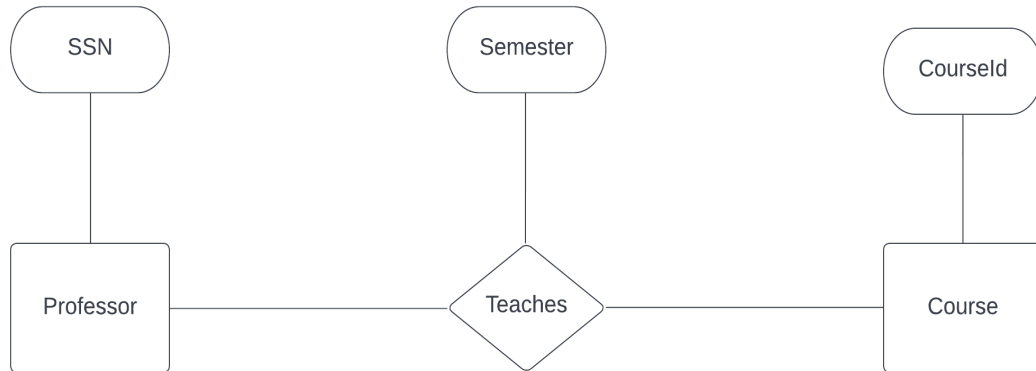 SSN
Semester
CourseId
Professor
Teaches
Course